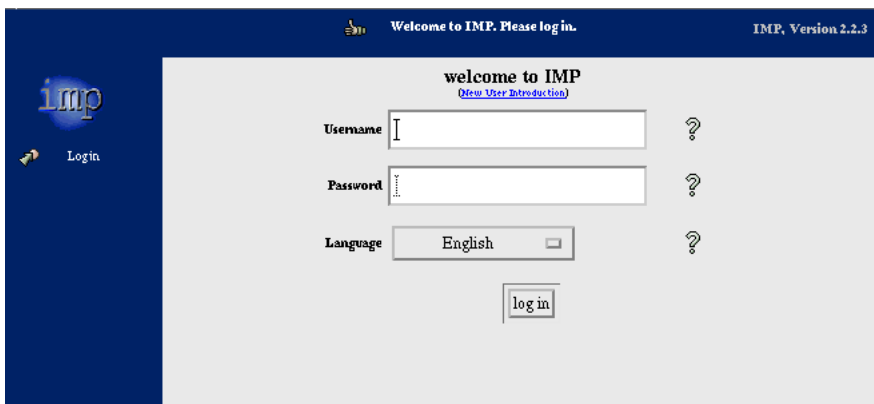 Welcome to IMP. Please log in.
IMP, Version 2.2.3
imp
Login
welcome to IMP
(New User Introduction)
Username
?
Password
?
Language
English
?
log in